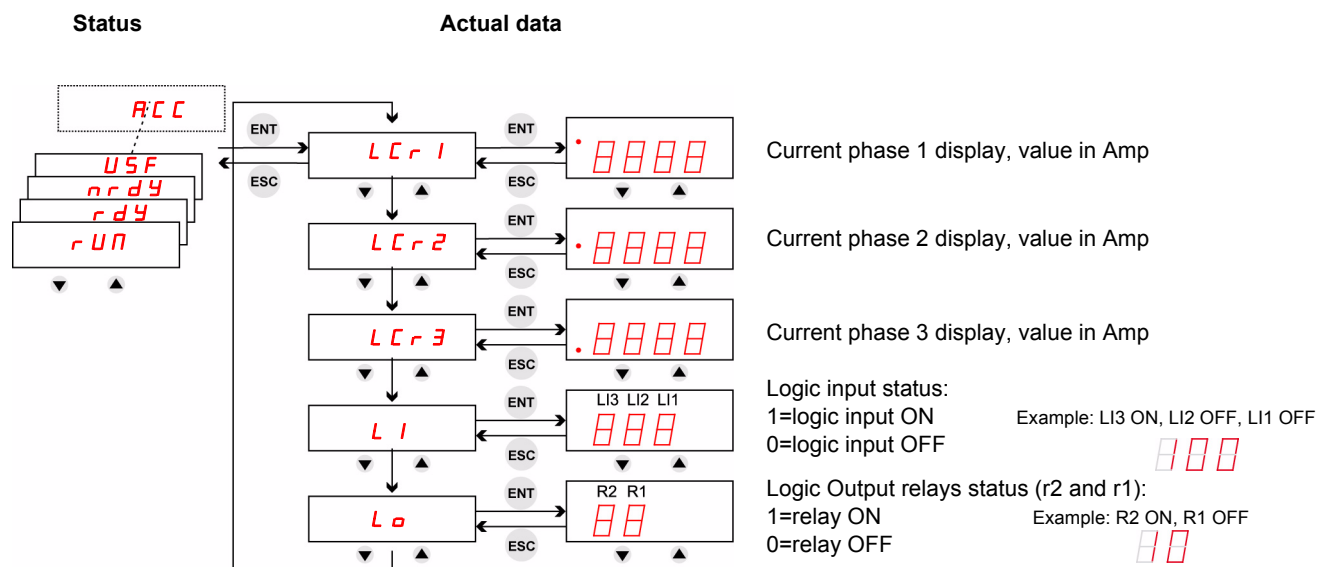 Status Actual data
ACC
USF
nrdY
rdY
rUN
ENT
ESC
LCr1
ENT
ESC
8888
Current phase 1 display, value in Amp
LCr2
ENT
ESC
8888
Current phase 2 display, value in Amp
LCr3
ENT
ESC
8888
Current phase 3 display, value in Amp
LI
ENT
ESC
LI3 LI2 LI1
888
Logic input status:
1=logic input ON
0=logic input OFF
Example: LI3 ON, LI2 OFF, LI1 OFF
100
Lo
ENT
ESC
R2 R1
88
Logic Output relays status (r2 and r1):
1=relay ON
0=relay OFF
Example: R2 ON, R1 OFF
10